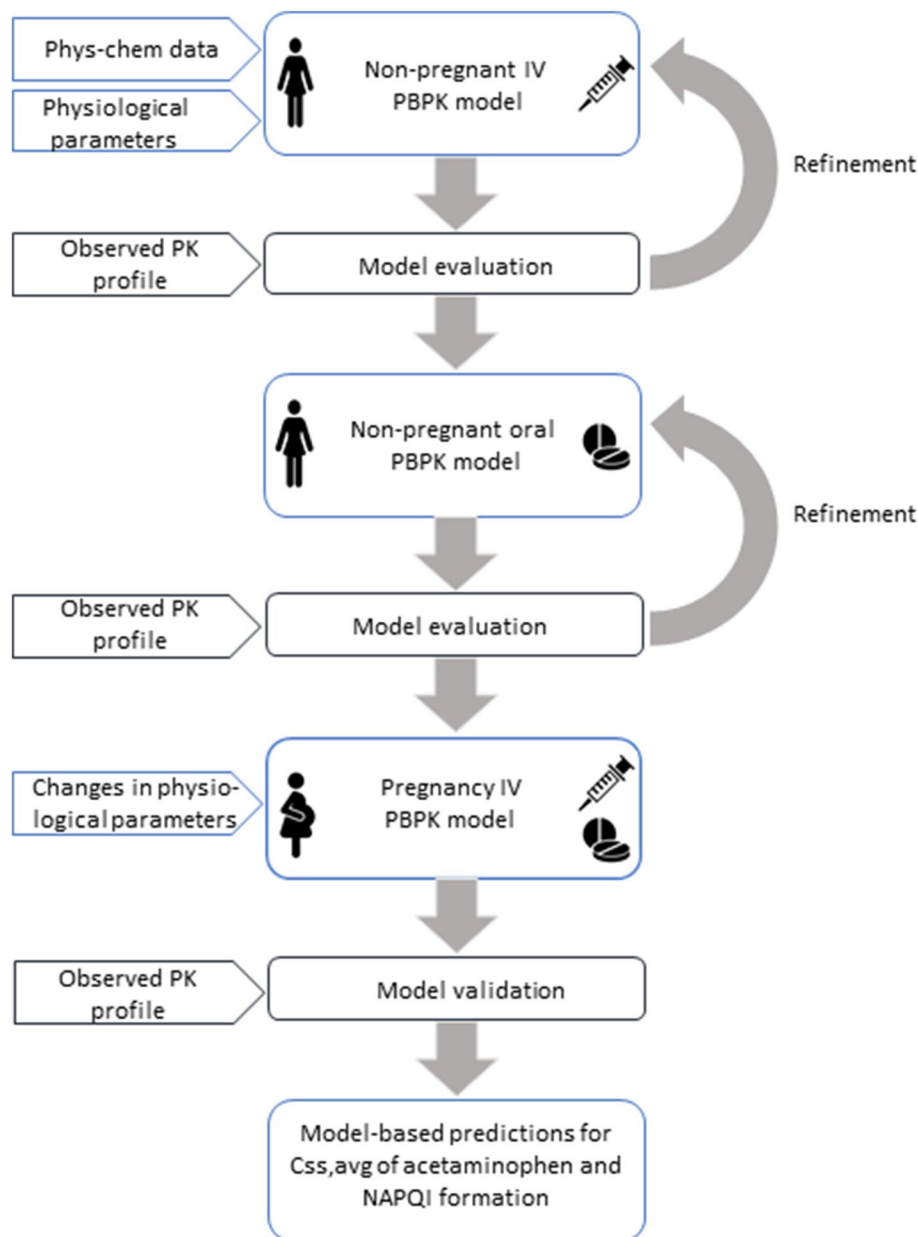 Phys-chem data
Physiological
parameters
Non-pregnant IV
PBPK model
Refinement
Observed PK
profile
Model evaluation
Non-pregnant oral
PBPK model
Refinement
Observed PK
profile
Model evaluation
Changes in physio-
logical parameters
Pregnancy IV
PBPK model
Observed PK
profile
Model validation
Model-based predictions for
Css,avg of acetaminophen and
NAPQI formation